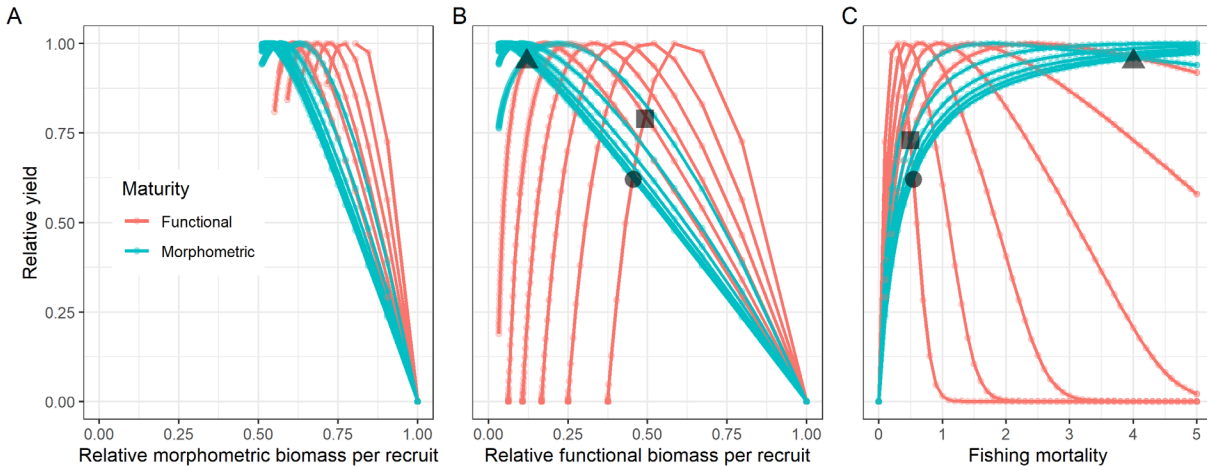 A
B
C
Relative yield
1.00
0.75
0.50
0.25
0.00
Maturity
Functional
Morphometric
0.00 0.25 0.50 0.75 1.00
Relative morphometric biomass per recruit
0.00 0.25 0.50 0.75 1.00
Relative functional biomass per recruit
0 1 2 3 4 5
Fishing mortality